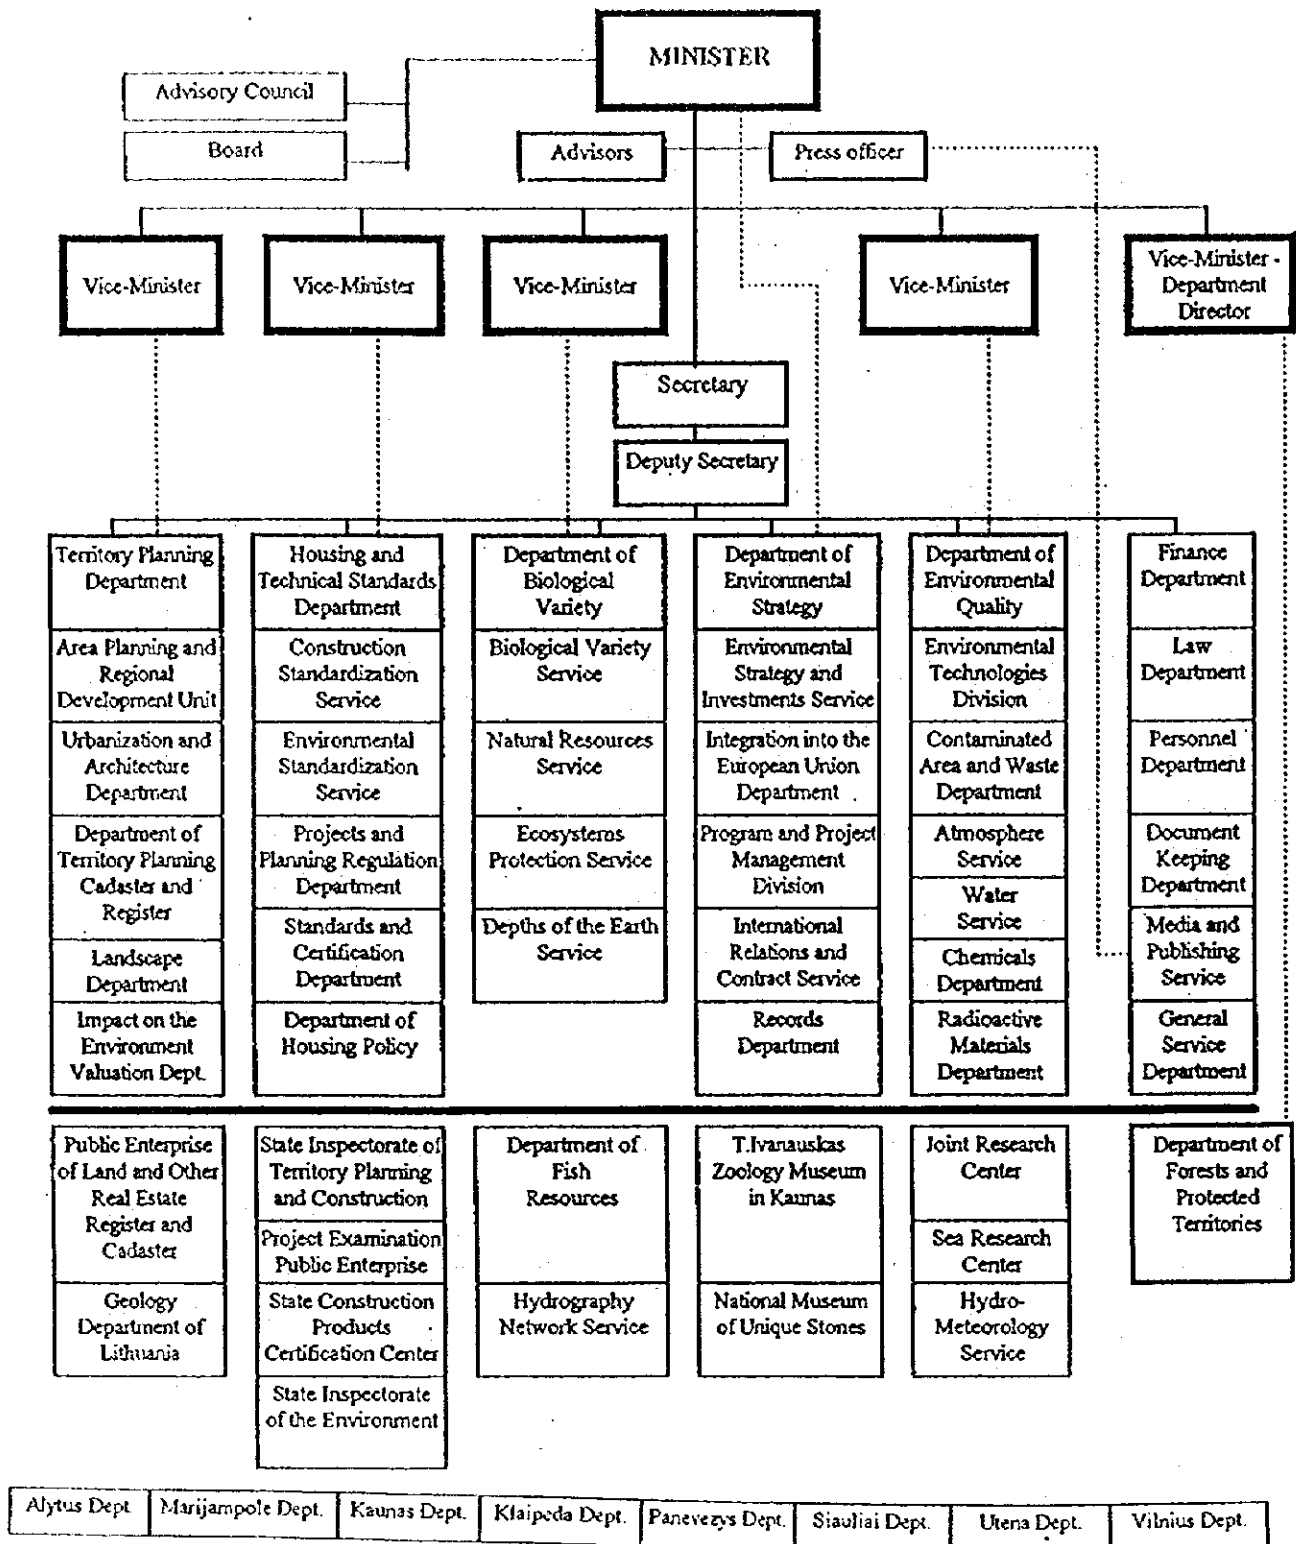 MINISTER
Advisory Council
Board
Advisors
Press officer
Vice-Minister
Vice-Minister
Vice-Minister
Vice-Minister
Vice-Minister -
Department
Director
Secretary
Deputy Secretary
Territory Planning
Department
Area Planning and
Regional
Development Unit
Urbanization and
Architecture
Department
Department of
Territory Planning
Cadaster and
Register
Landscape
Department
Impact on the
Environment
Valuation Dept.
Housing and
Technical Standards
Department
Construction
Standardization
Service
Environmental
Standardization
Service
Projects and
Planning Regulation
Department
Standards and
Certification
Department
Department of
Housing Policy
Department of
Biological
Variety
Biological Variety
Service
Natural Resources
Service
Ecosystems
Protection Service
Depths of the Earth
Service
Department of
Environmental
Strategy
Environmental
Strategy and
Investments Service
Integration into the
European Union
Department
Program and Project
Management
Division
International
Relations and
Contract Service
Records
Department
Department of
Environmental
Quality
Environmental
Technologies
Division
Contaminated
Area and Waste
Department
Atmosphere
Service
Water
Service
Chemicals
Department
Radioactive
Materials
Department
Finance
Department
Law
Department
Personnel
Department
Document
Keeping
Department
Media and
Publishing
Service
General
Service
Department
Public Enterprise
of Land and Other
Real Estate
Register and
Cadaster
Geology
Department of
Lithuania
State Inspectorate of
Territory Planning
and Construction
Project Examination
Public Enterprise
State Construction
Products
Certification Center
State Inspectorate
of the Environment
Department of
Fish
Resources
Hydrography
Network Service
T.Ivanauskas
Zoology Museum
in Kaunas
National Museum
of Unique Stones
Joint Research
Center
Sea Research
Center
Hydro-
Meteorology
Service
Department of
Forests and
Protected
Territories
Alytus Dept.
Marijampole Dept.
Kaunas Dept.
Klaipeda Dept.
Panevezys Dept.
Siauliai Dept.
Utena Dept.
Vilnius Dept.